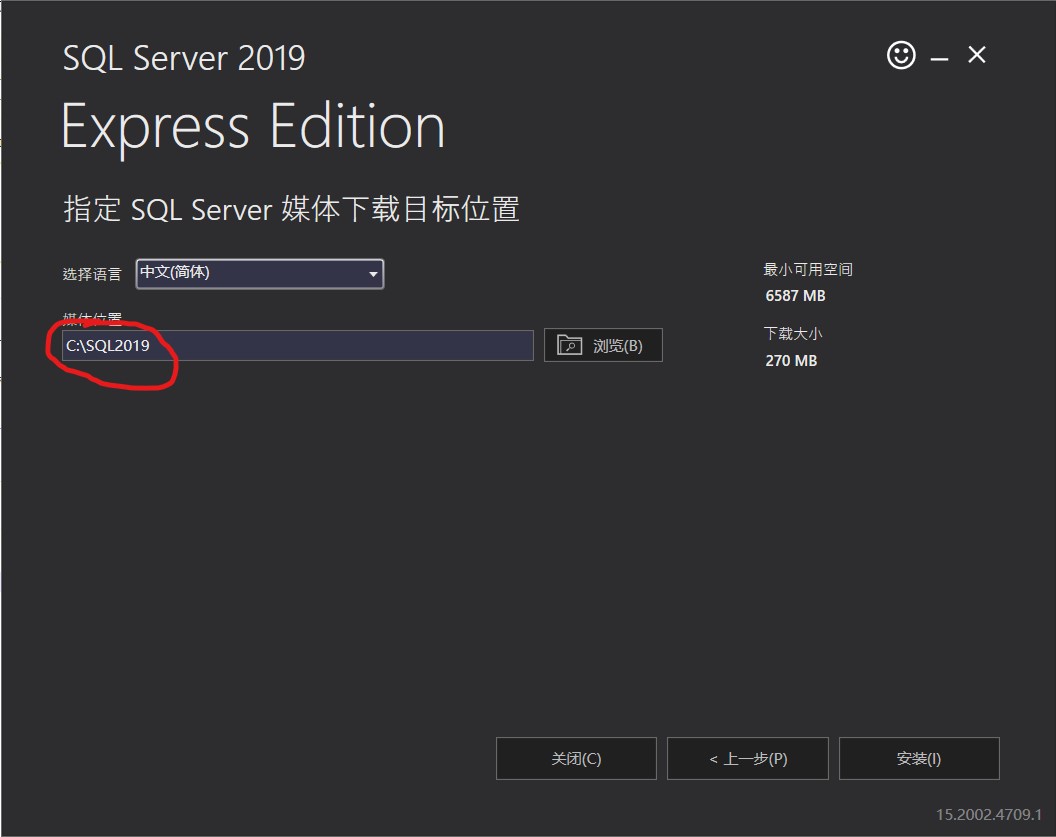 SQL Server 2019
Express Edition
指定 SQL Server 媒体下载目标位置
选择语言 中文(简体)
媒体位置
C:\SQL2019 浏览(B)
最小可用空间
6587 MB
下载大小
270 MB
关闭(C) < 上一步(P) 安装(I)
15.2002.4709.1